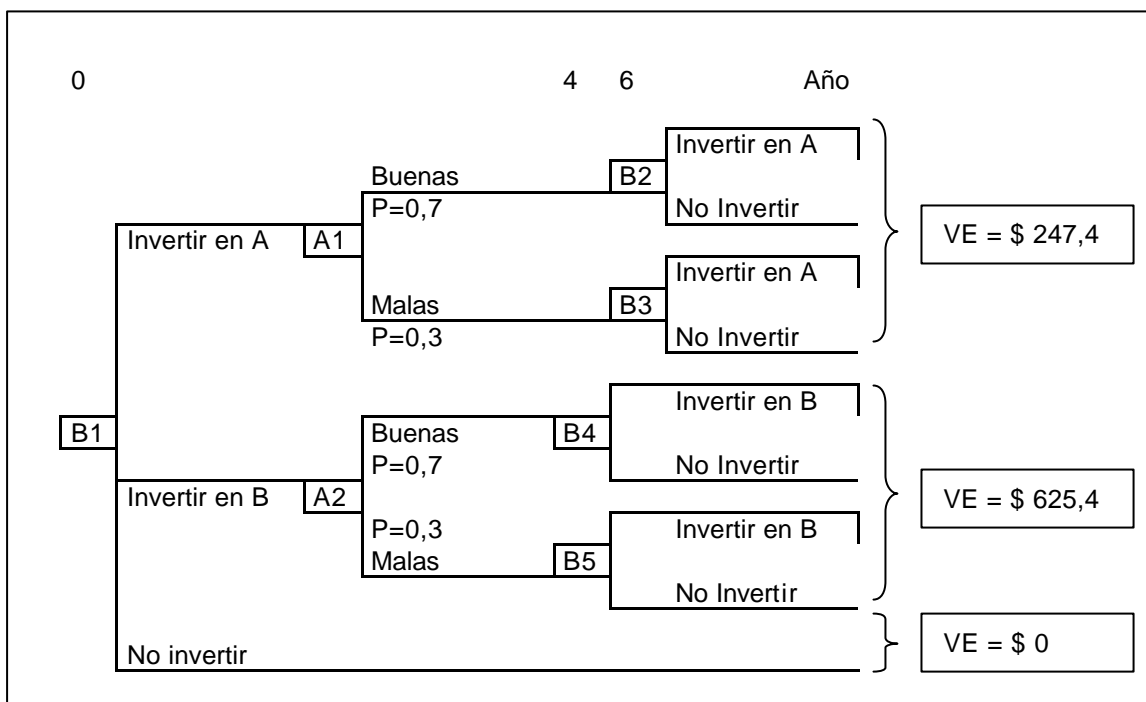 0 4 6 Año
Invertir en A
Buenas B2
P=0,7 No Invertir
Invertir en A A1 VE = $ 247,4
Invertir en A
Malas B3
P=0,3 No Invertir
Invertir en B
B1 Buenas B4
P=0,7 No Invertir
Invertir en B A2 VE = $ 625,4
P=0,3 Invertir en B
Malas B5
No Invertir
No invertir VE = $ 0